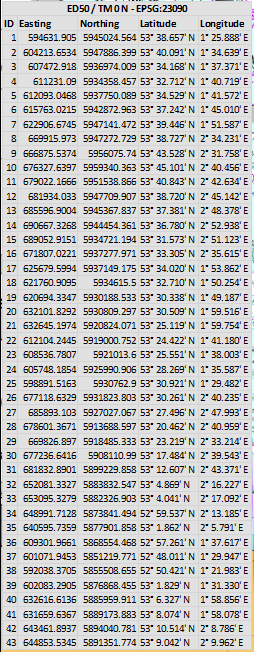 ED50 / TM 0 N - EPSG:23090
ID Easting Northing Latitude Longitude
1 594631.905 5945024.564 53° 38.657' N 1° 25.888' E
2 604213.6534 5947886.399 53° 40.091' N 1° 34.639' E
3 607472.918 5936974.009 53° 34.168' N 1° 37.371' E
4 611231.09 5934358.457 53° 32.712' N 1° 40.719' E
5 612093.0468 5937750.089 53° 34.529' N 1° 41.572' E
6 615763.0215 5942872.963 53° 37.242' N 1° 45.010' E
7 622906.6745 5947141.472 53° 39.446' N 1° 51.587' E
8 669915.973 5947272.729 53° 38.727' N 2° 34.231' E
9 666875.5374 5956075.74 53° 43.528' N 2° 31.758' E
10 676327.6397 5959340.363 53° 45.101' N 2° 40.456' E
11 679022.1666 5951538.866 53° 40.843' N 2° 42.634' E
12 681934.033 5947709.907 53° 38.720' N 2° 45.142' E
13 685596.9004 5945367.837 53° 37.381' N 2° 48.378' E
14 690667.3268 5944454.361 53° 36.780' N 2° 52.938' E
15 689052.9151 5934721.194 53° 31.573' N 2° 51.123' E
16 671807.0221 5937277.971 53° 33.305' N 2° 35.615' E
17 625679.5994 5937149.175 53° 34.020' N 1° 53.862' E
18 621760.9095 5934615.5 53° 32.710' N 1° 50.254' E
19 620694.3347 5930188.533 53° 30.338' N 1° 49.187' E
20 632101.8292 5930809.297 53° 30.509' N 1° 59.516' E
21 632645.1974 5920824.071 53° 25.119' N 1° 59.754' E
22 612104.2445 5919000.752 53° 24.422' N 1° 41.180' E
23 608536.7807 5921013.6 53° 25.551' N 1° 38.003' E
24 605748.1854 5925990.906 53° 28.269' N 1° 35.587' E
25 598891.5163 5930762.9 53° 30.921' N 1° 29.482' E
26 677118.6329 5931823.803 53° 30.261' N 2° 40.235' E
27 685893.103 5927027.067 53° 27.496' N 2° 47.993' E
28 678601.3671 5913688.597 53° 20.462' N 2° 40.959' E
29 669826.897 5918485.333 53° 23.219' N 2° 33.214' E
30 677236.6416 5908110.99 53° 17.484' N 2° 39.543' E
31 681832.8901 5899229.858 53° 12.607' N 2° 43.371' E
32 652081.3327 5883832.547 53° 4.869' N 2° 16.227' E
33 653095.3279 5882326.903 53° 4.041' N 2° 17.092' E
34 648991.7128 5873841.494 52° 59.537' N 2° 13.185' E
35 640595.7359 5877901.858 53° 1.862' N 2° 5.791' E
36 609301.9661 5868554.468 52° 57.261' N 1° 37.617' E
37 601071.9453 5851219.771 52° 48.011' N 1° 29.947' E
38 592038.3705 5855508.655 52° 50.421' N 1° 21.983' E
39 602083.2905 5876868.455 53° 1.829' N 1° 31.330' E
40 632616.6136 5885959.911 53° 6.327' N 1° 58.856' E
41 631659.6367 5889173.883 53° 8.074' N 1° 58.078' E
42 643461.8937 5894040.781 53° 10.514' N 2° 8.786' E
43 644853.5345 5891351.774 53° 9.042' N 2° 9.962' E